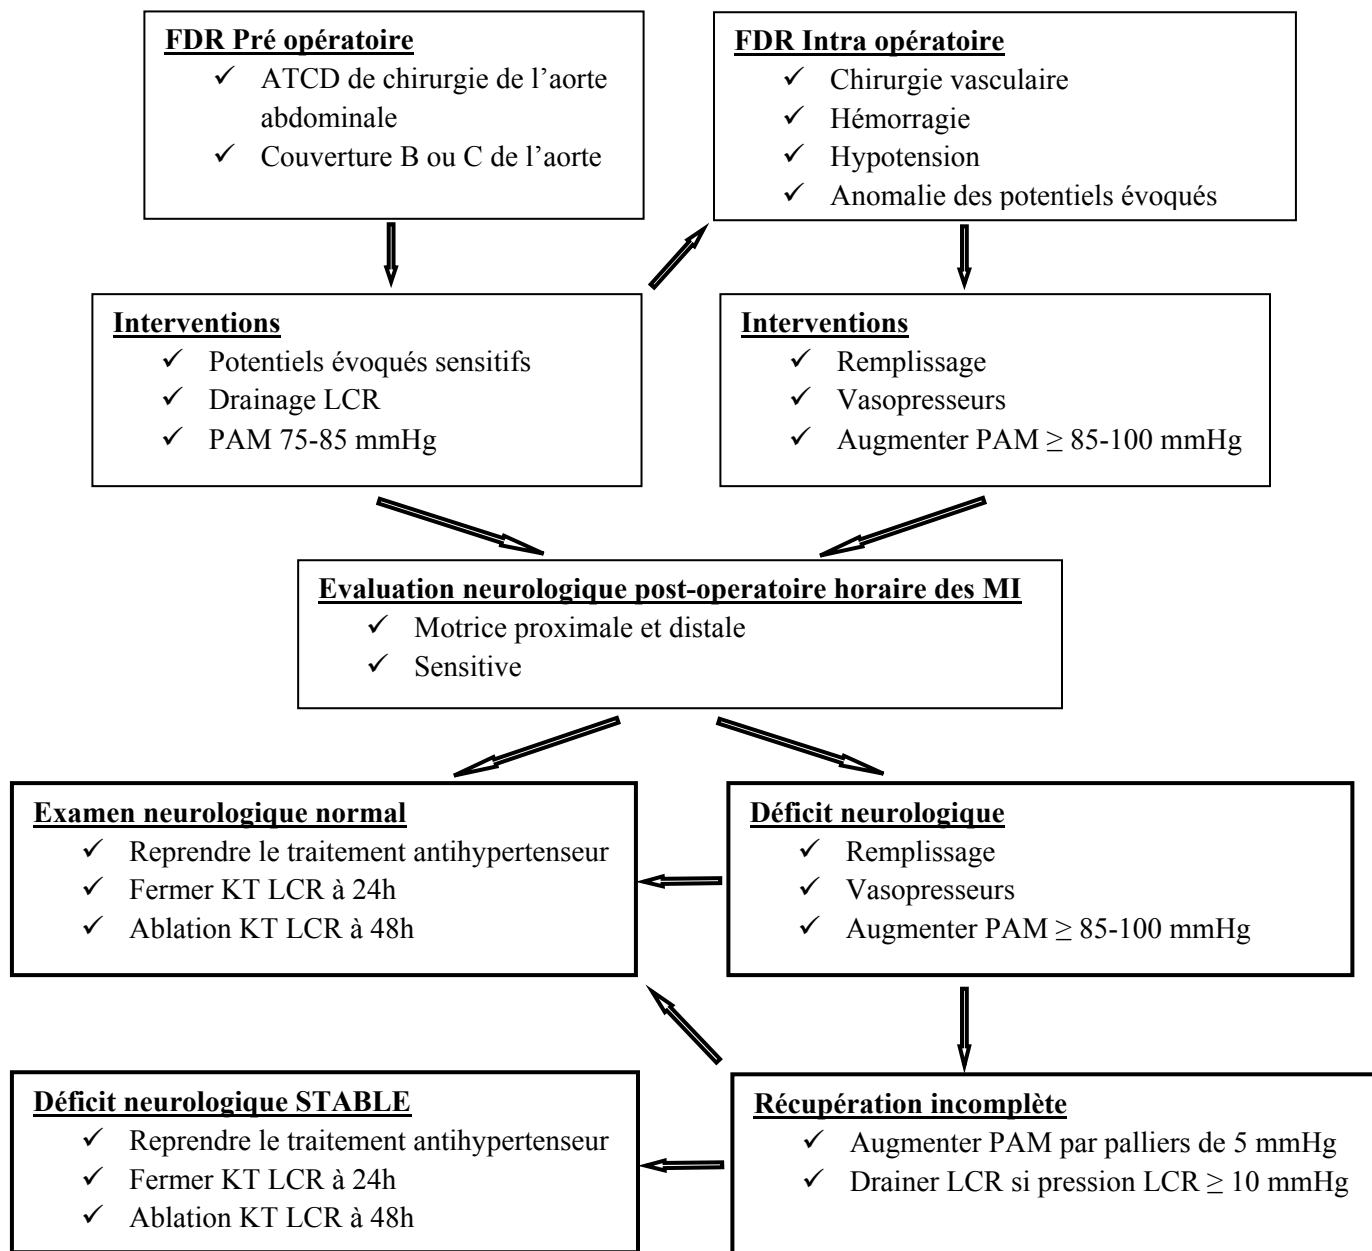 FDR Pré opératoire
✓ ATCD de chirurgie de l’aorte
abdominale
✓ Couverture B ou C de l’aorte
FDR Intra opératoire
✓ Chirurgie vasculaire
✓ Hémorragie
✓ Hypotension
✓ Anomalie des potentiels évoqués
Interventions
✓ Potentiels évoqués sensitifs
✓ Drainage LCR
✓ PAM 75-85 mmHg
Interventions
✓ Remplissage
✓ Vasopresseurs
✓ Augmenter PAM ≥ 85-100 mmHg
Evaluation neurologique post-operatoire horaire des MI
✓ Motrice proximale et distale
✓ Sensitive
Examen neurologique normal
✓ Reprendre le traitement antihypertenseur
✓ Fermer KT LCR à 24h
✓ Ablation KT LCR à 48h
Déficit neurologique
✓ Remplissage
✓ Vasopresseurs
✓ Augmenter PAM ≥ 85-100 mmHg
Déficit neurologique STABLE
✓ Reprendre le traitement antihypertenseur
✓ Fermer KT LCR à 24h
✓ Ablation KT LCR à 48h
Récupération incomplète
✓ Augmenter PAM par palliers de 5 mmHg
✓ Drainer LCR si pression LCR ≥ 10 mmHg